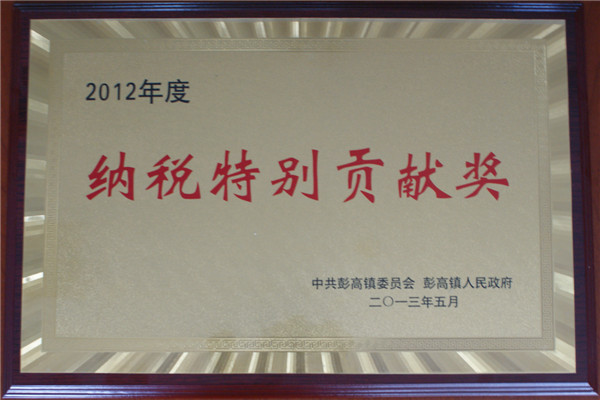 2012年度
纳税特别贡献奖
中共彭高镇委员会 彭高镇人民政府
二〇一三年五月